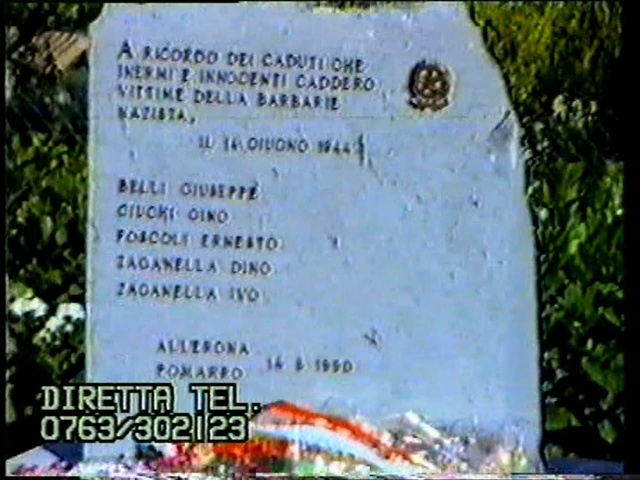 A RICORDO DEI CADUTI CHE
INERMI E INNOCENTI CADDERO
VITTIME DELLA BARBARIE
NAZISTA,
IL 14 GIUGNO 1944
BELLI GIUSEPPE
CIUCHI GINO
FOSCOLI ERNESTO
ZAGANELLA DINO
ZAGANELLA IVO
ALLERONA
POMARRO 14 6 1990
DIRETTA TEL.
0763/302123